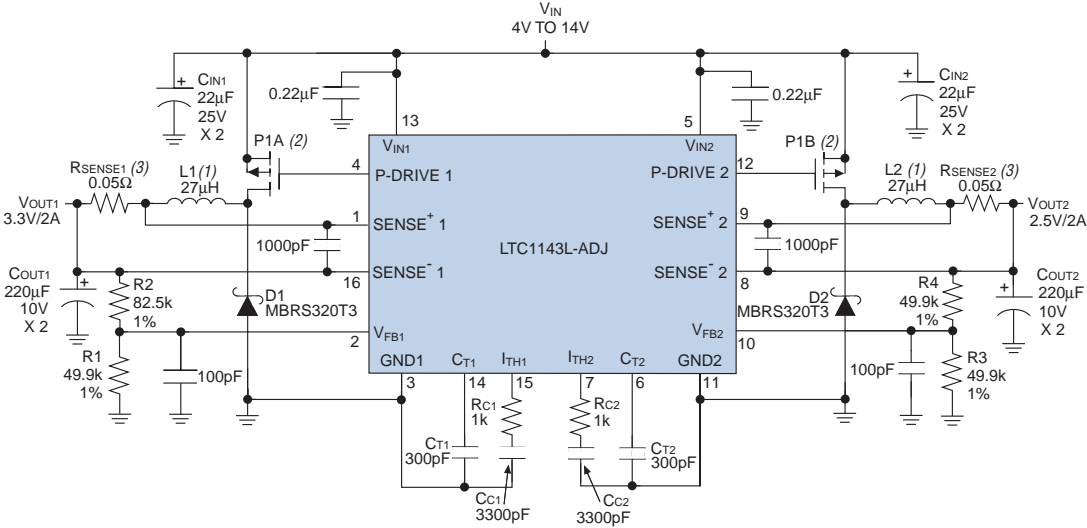 VIN
4V TO 14V
CIN1
22µF
25V
X 2
0.22µF
13
5
0.22µF
CIN2
22µF
25V
X 2
P1A (2)
VIN1
VIN2
P1B (2)
RSENSE1 (3)
0.05Ω
L1 (1)
27µH
4
P-DRIVE 1
P-DRIVE 2
12
L2 (1)
27µH
RSENSE2 (3)
0.05Ω
VOUT1
3.3V/2A
VOUT2
2.5V/2A
1
SENSE+ 1
SENSE+ 2
9
1000pF
LTC1143L-ADJ
1000pF
16
SENSE- 1
SENSE- 2
8
COUT1
220µF
10V
X 2
R2
82.5k
1%
D1
MBRS320T3
D2
MBRS320T3
R4
49.9k
1%
COUT2
220µF
10V
X 2
2
VFB1
VFB2
10
R1
49.9k
1%
100pF
GND1
CT1
ITH1
ITH2
CT2
GND2
100pF
R3
49.9k
1%
3
14
15
7
6
11
RC1
1k
RC2
1k
CT1
300pF
CT2
300pF
CC1
3300pF
CC2
3300pF